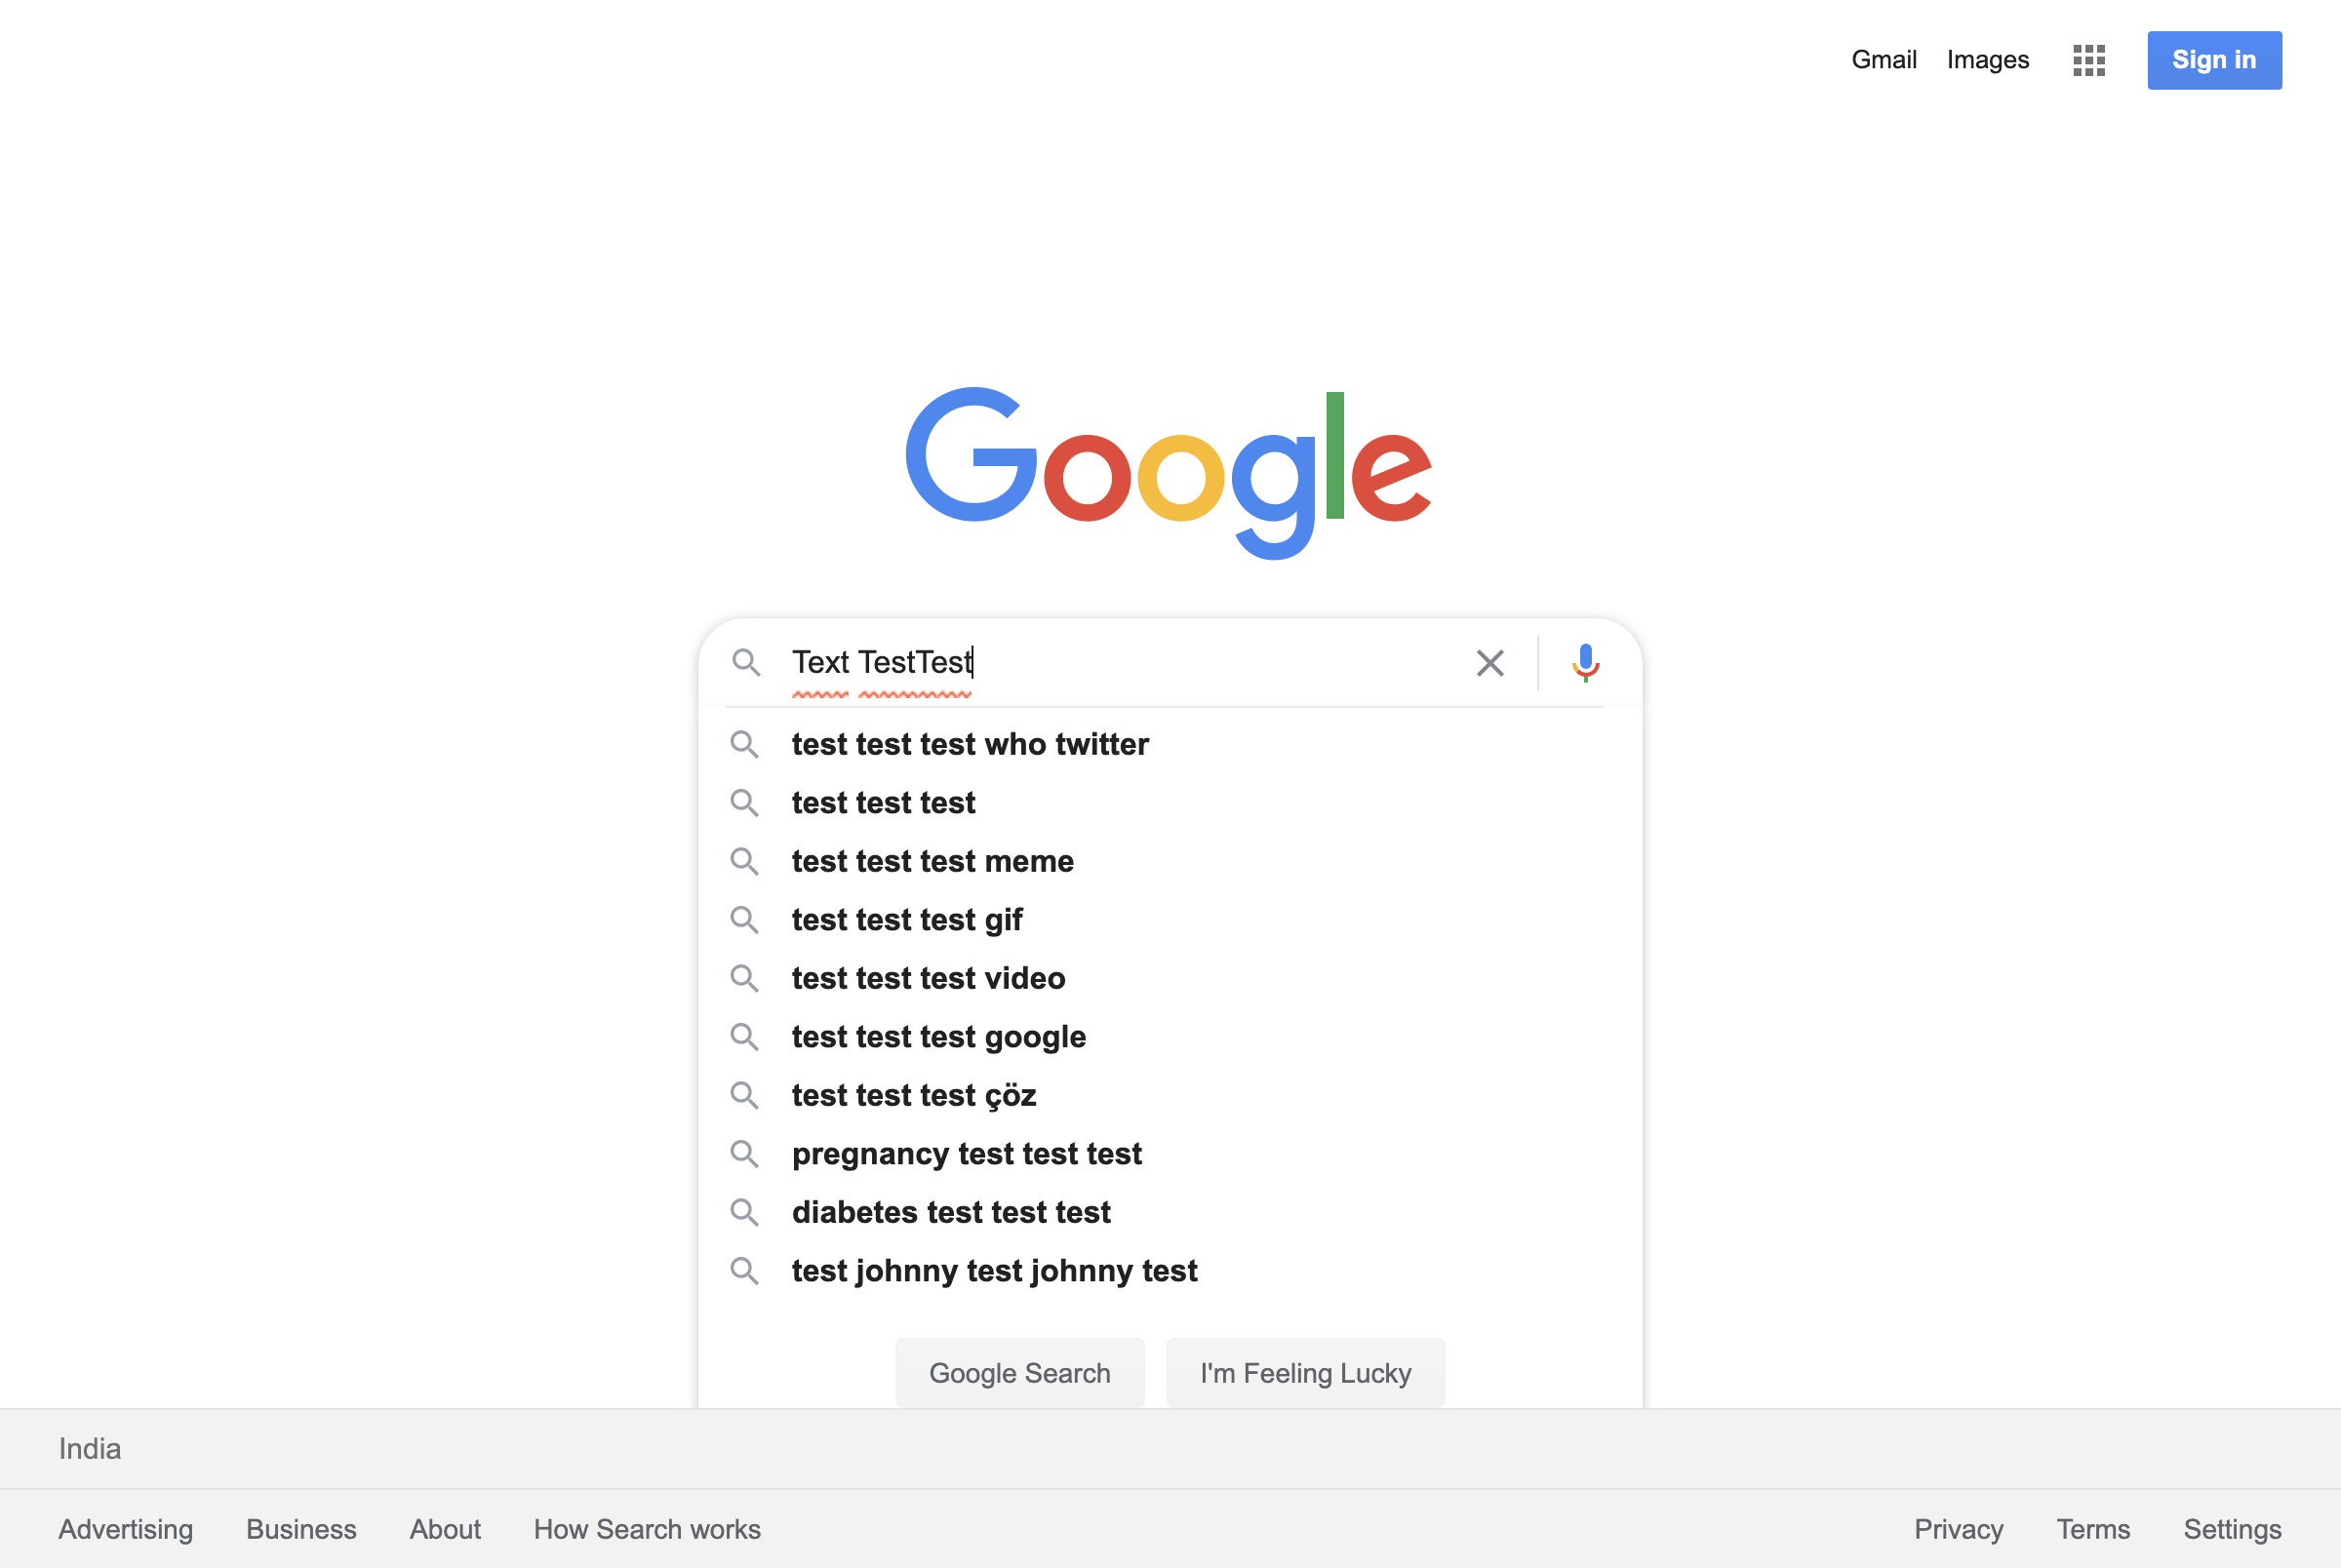 Gmail Images Sign in
Google
Text TestTest
test test test who twitter
test test test
test test test meme
test test test gif
test test test video
test test test google
test test test çöz
pregnancy test test test
diabetes test test test
test johnny test johnny test
Google Search I'm Feeling Lucky
India
Advertising Business About How Search works Privacy Terms Settings